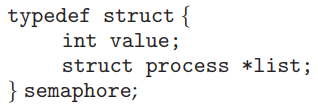 typedef struct {
int value;
struct process *list;
} semaphore;